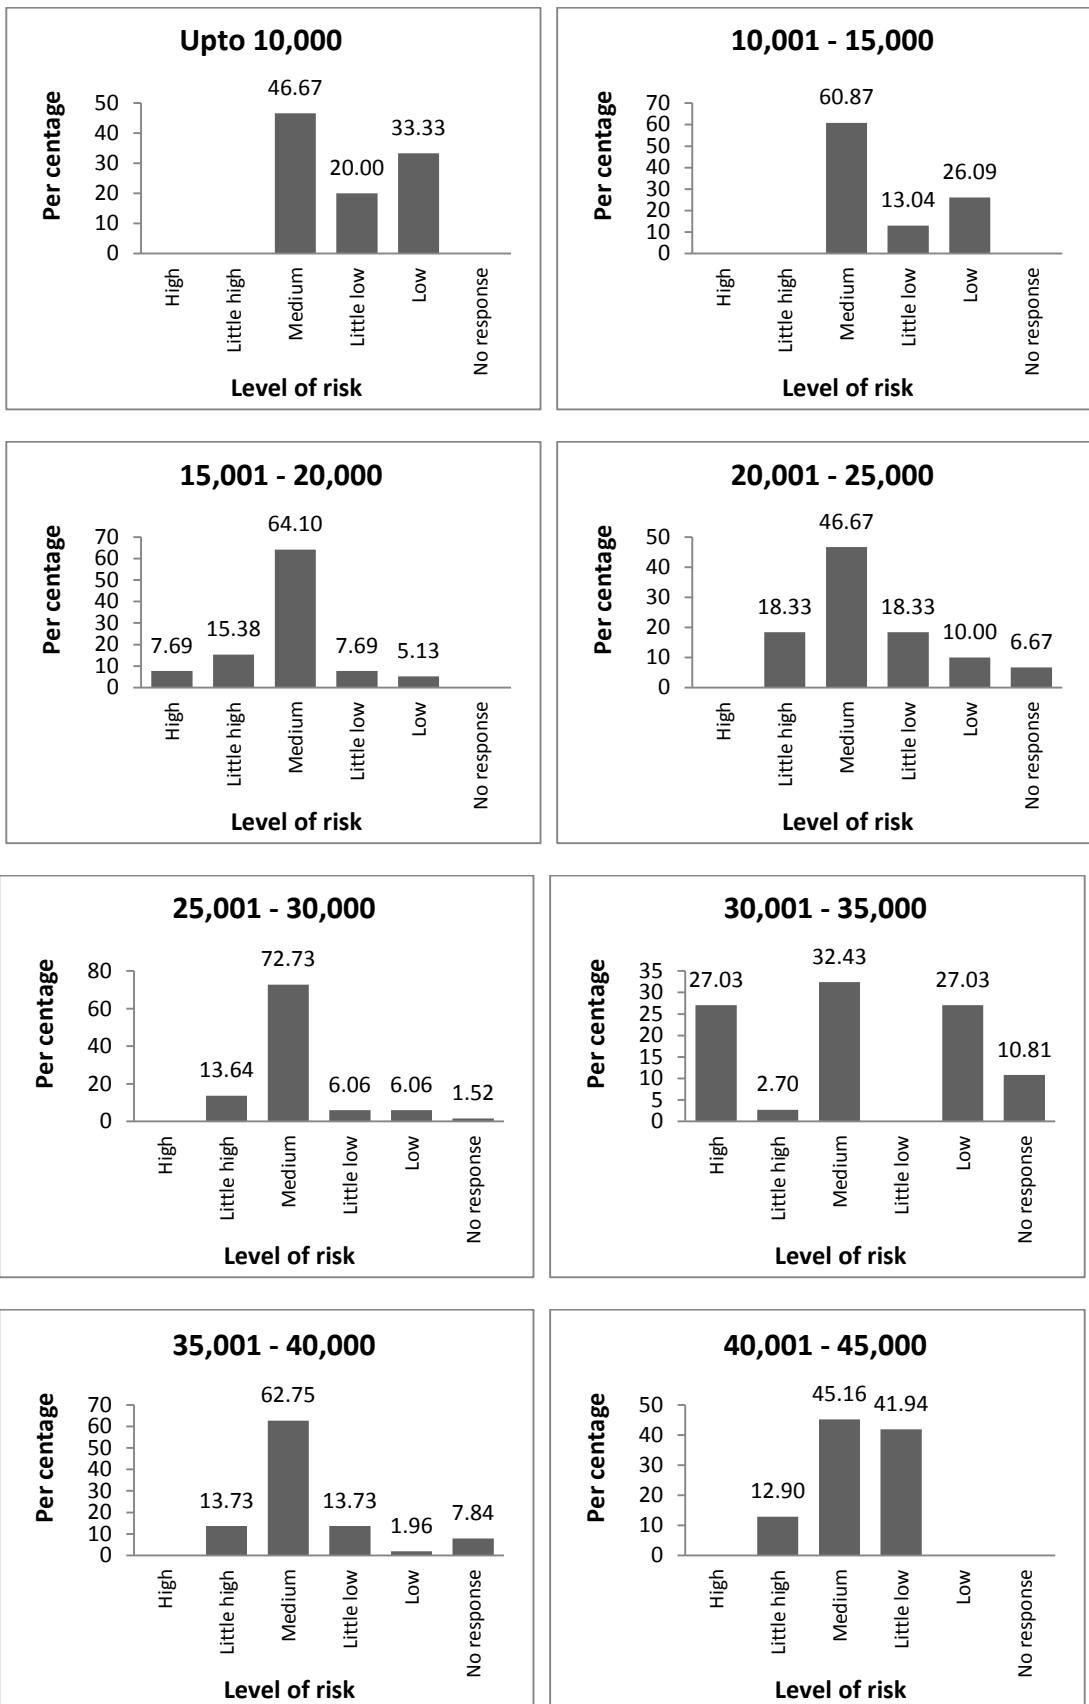 Upto 10,000
Per centage
46.67
33.33
20.00
50
40
30
20
10
0
High
Little high
Medium
Little low
Low
No response
Level of risk
10,001 - 15,000
Per centage
60.87
26.09
13.04
70
60
50
40
30
20
10
0
High
Little high
Medium
Little low
Low
No response
Level of risk
15,001 - 20,000
Per centage
64.10
7.69
15.38
7.69
5.13
70
60
50
40
30
20
10
0
High
Little high
Medium
Little low
Low
No response
Level of risk
20,001 - 25,000
Per centage
46.67
18.33
18.33
10.00
6.67
50
40
30
20
10
0
High
Little high
Medium
Little low
Low
No response
Level of risk
25,001 - 30,000
Per centage
72.73
13.64
6.06
6.06
1.52
80
60
40
20
0
High
Little high
Medium
Little low
Low
No response
Level of risk
30,001 - 35,000
Per centage
27.03
2.70
32.43
27.03
10.81
35
30
25
20
15
10
5
0
High
Little high
Medium
Little low
Low
No response
Level of risk
35,001 - 40,000
Per centage
62.75
13.73
13.73
1.96
7.84
70
60
50
40
30
20
10
0
High
Little high
Medium
Little low
Low
No response
Level of risk
40,001 - 45,000
Per centage
45.16
41.94
12.90
50
40
30
20
10
0
High
Little high
Medium
Little low
Low
No response
Level of risk